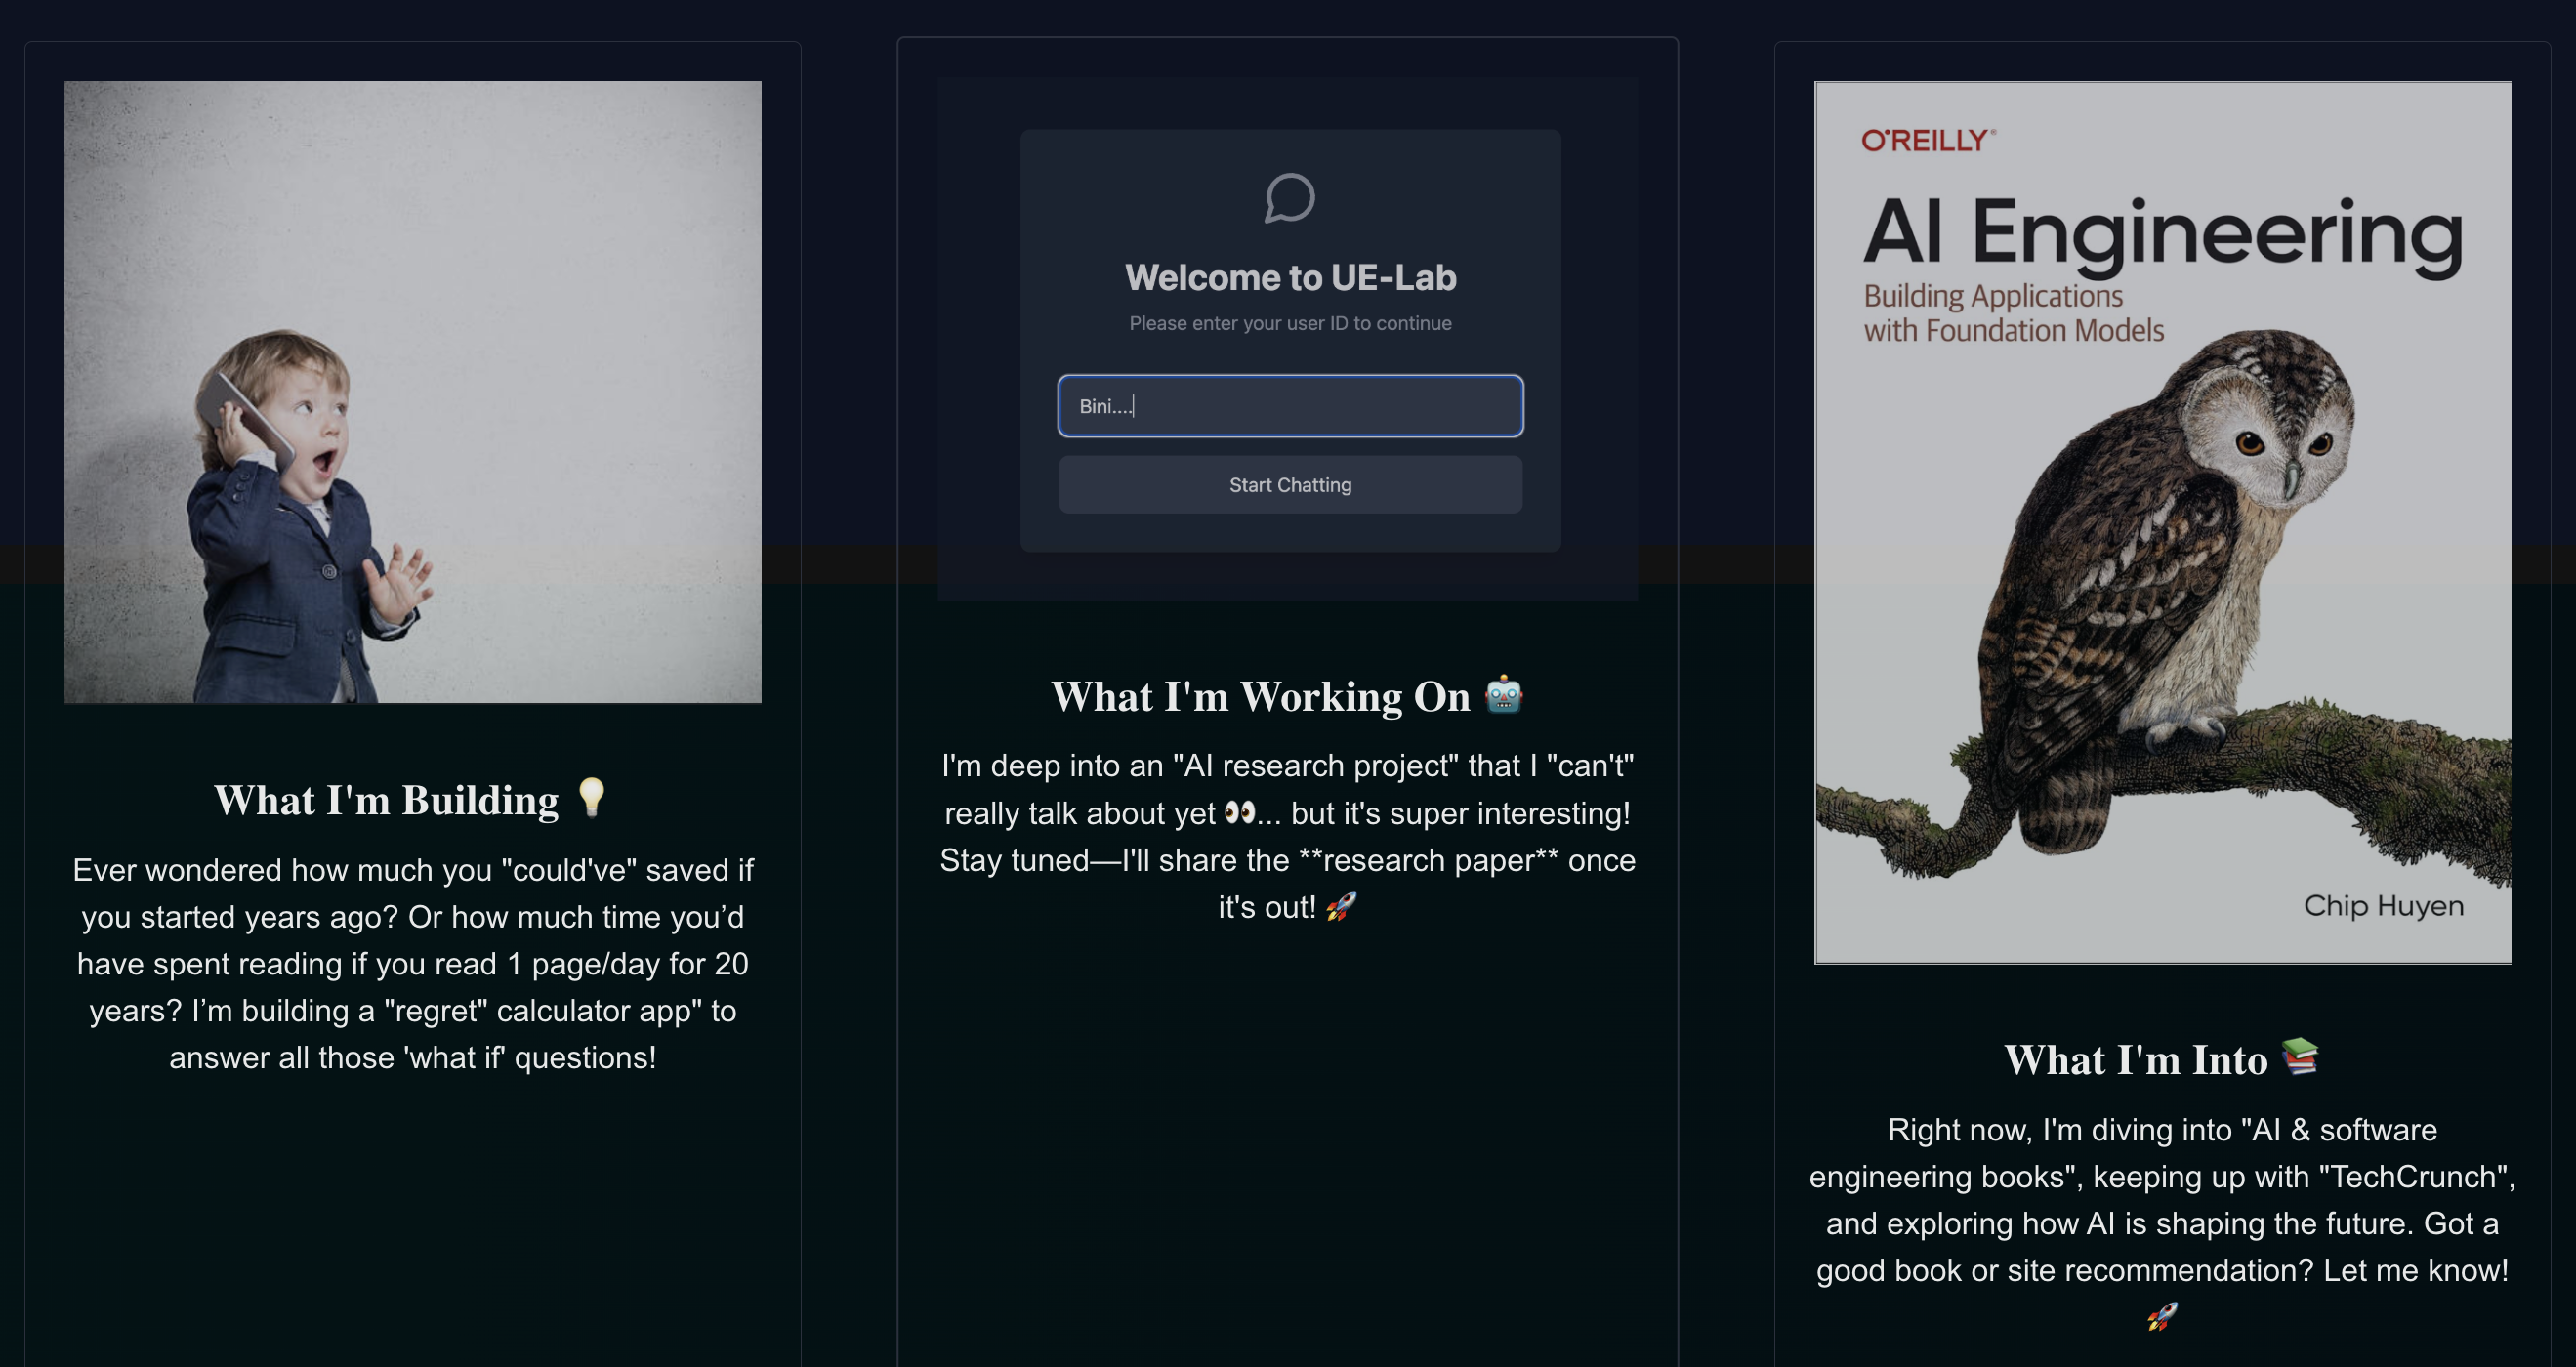 What I'm Building 💡
Ever wondered how much you "could've" saved if
you started years ago? Or how much time you’d
have spent reading if you read 1 page/day for 20
years? I’m building a "regret" calculator app" to
answer all those 'what if' questions!
Welcome to UE-Lab
Please enter your user ID to continue
Bini....
Start Chatting
What I'm Working On 🤖
I'm deep into an "AI research project" that I "can't"
really talk about yet 👀... but it's super interesting!
Stay tuned—I'll share the **research paper** once
it's out! 🚀
O'REILLY®
AI Engineering
Building Applications
with Foundation Models
Chip Huyen
What I'm Into 📚
Right now, I'm diving into "AI & software
engineering books", keeping up with "TechCrunch",
and exploring how AI is shaping the future. Got a
good book or site recommendation? Let me know!
🚀